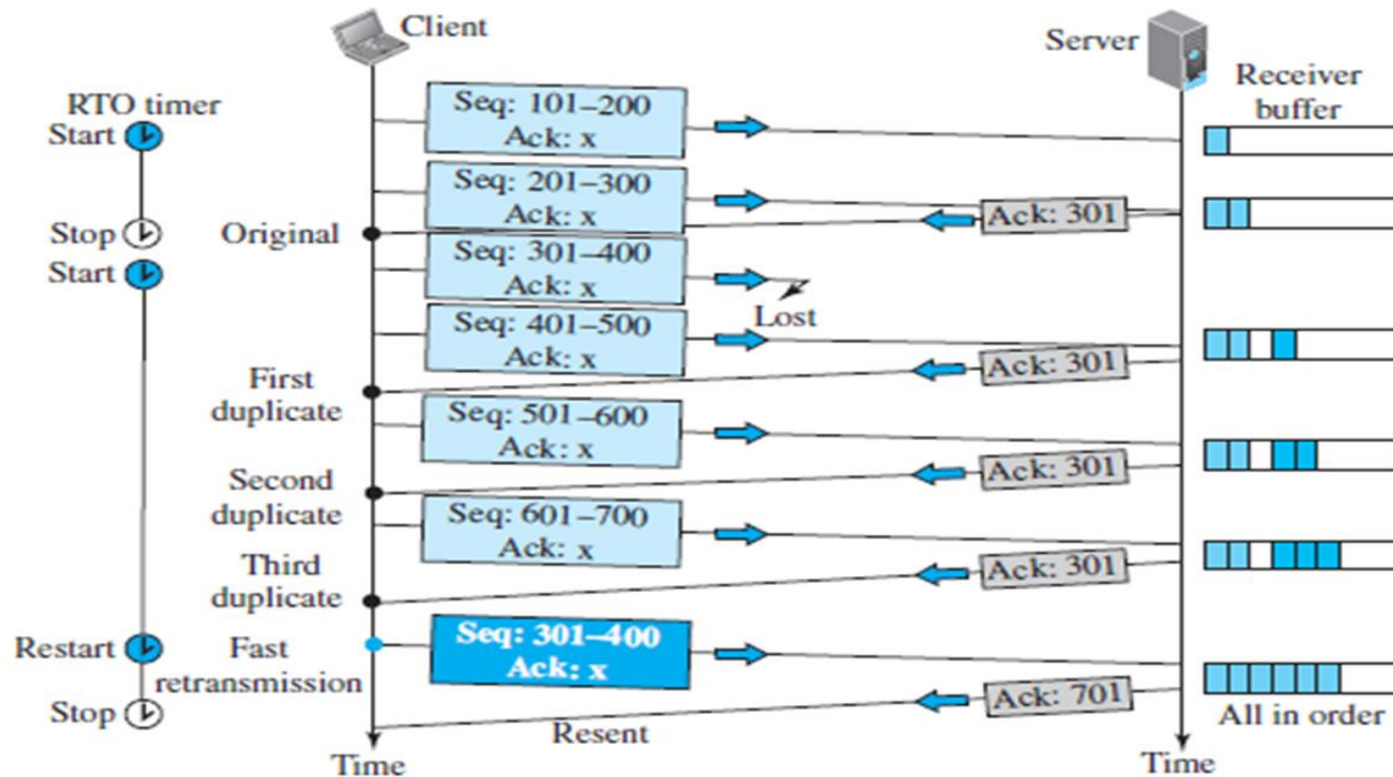 Client
Server
Receiver
buffer
RTO timer
Start
Seq: 101–200
Ack: x
Seq: 201–300
Ack: x
Ack: 301
Stop
Original
Start
Seq: 301–400
Ack: x
Lost
Seq: 401–500
Ack: x
Ack: 301
First
duplicate
Seq: 501–600
Ack: x
Ack: 301
Second
duplicate
Seq: 601–700
Ack: x
Ack: 301
Third
duplicate
Restart
Fast
retransmission
Seq: 301–400
Ack: x
Ack: 701
Stop
Resent
All in order
Time
Time